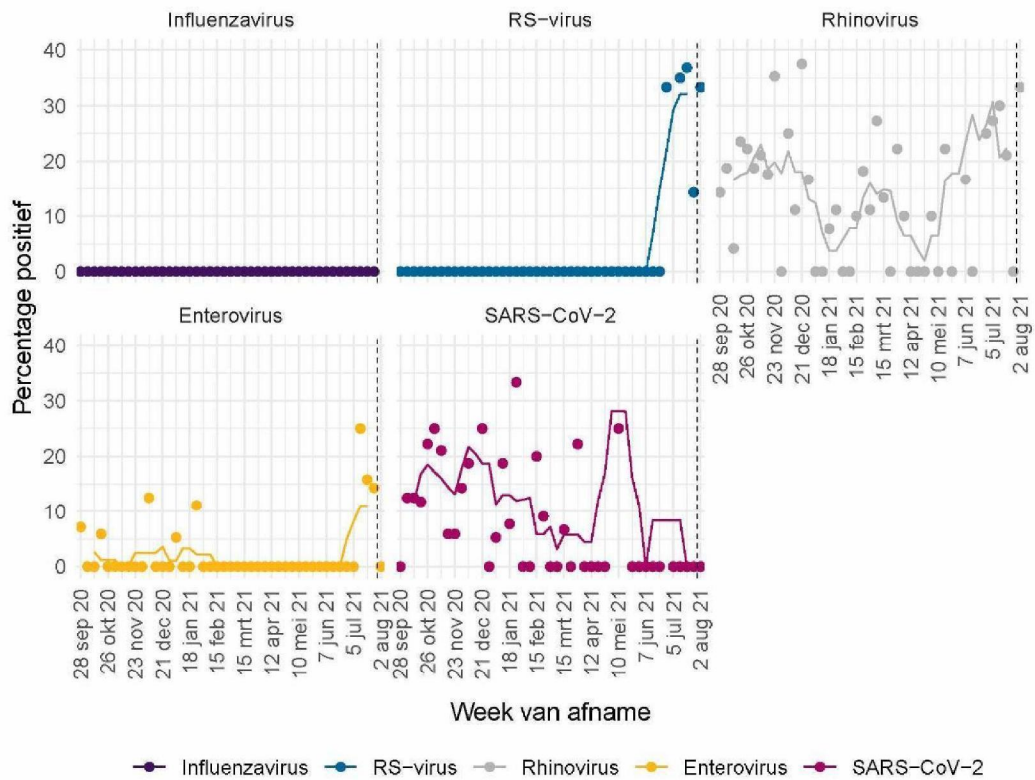 Influenzavirus
RS−virus
Rhinovirus
Percentage positief
40
30
20
10
0
28 sep 20
26 okt 20
23 nov 20
21 dec 20
18 jan 21
15 feb 21
15 mrt 21
12 apr 21
10 mei 21
7 jun 21
5 jul 21
2 aug 21
Enterovirus
SARS−CoV−2
40
30
20
10
0
28 sep 20
26 okt 20
23 nov 20
21 dec 20
18 jan 21
15 feb 21
15 mrt 21
12 apr 21
10 mei 21
7 jun 21
5 jul 21
2 aug 21
28 sep 20
26 okt 20
23 nov 20
21 dec 20
18 jan 21
15 feb 21
15 mrt 21
12 apr 21
10 mei 21
7 jun 21
5 jul 21
2 aug 21
Week van afname
Influenzavirus RS−virus Rhinovirus Enterovirus SARS−CoV−2